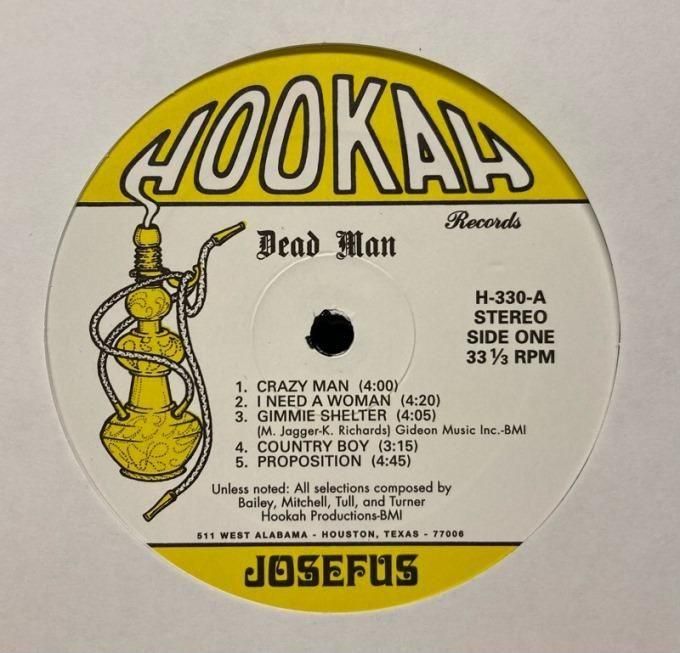 HOOKAH
Records
Dead Man
H-330-A
STEREO
SIDE ONE
33 ⅓ RPM
1. CRAZY MAN (4:00)
2. I NEED A WOMAN (4:20)
3. GIMMIE SHELTER (4:05)
(M. Jagger-K. Richards) Gideon Music Inc.-BMI
4. COUNTRY BOY (3:15)
5. PROPOSITION (4:45)
Unless noted: All selections composed by
Bailey, Mitchell, Tull, and Turner
Hookah Productions-BMI
511 WEST ALABAMA - HOUSTON, TEXAS - 77006
JOSEFUS